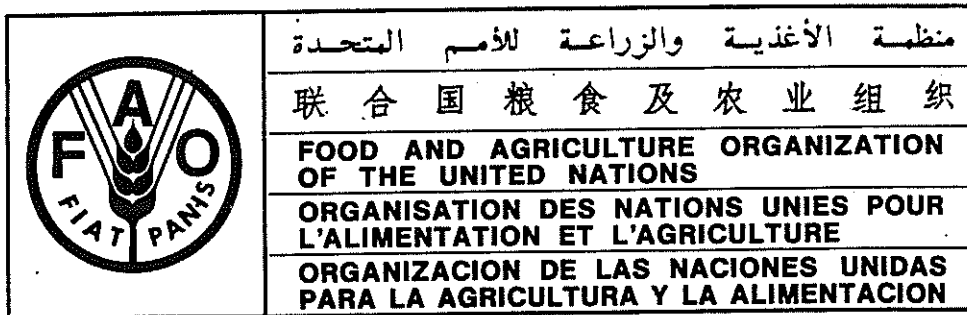 FAO
FIAT PANIS
منظمة الأغذية والزراعة للأمم المتحدة
联合国粮食及农业组织
FOOD AND AGRICULTURE ORGANIZATION
OF THE UNITED NATIONS
ORGANISATION DES NATIONS UNIES POUR
L'ALIMENTATION ET L'AGRICULTURE
ORGANIZACION DE LAS NACIONES UNIDAS
PARA LA AGRICULTURA Y LA ALIMENTACION